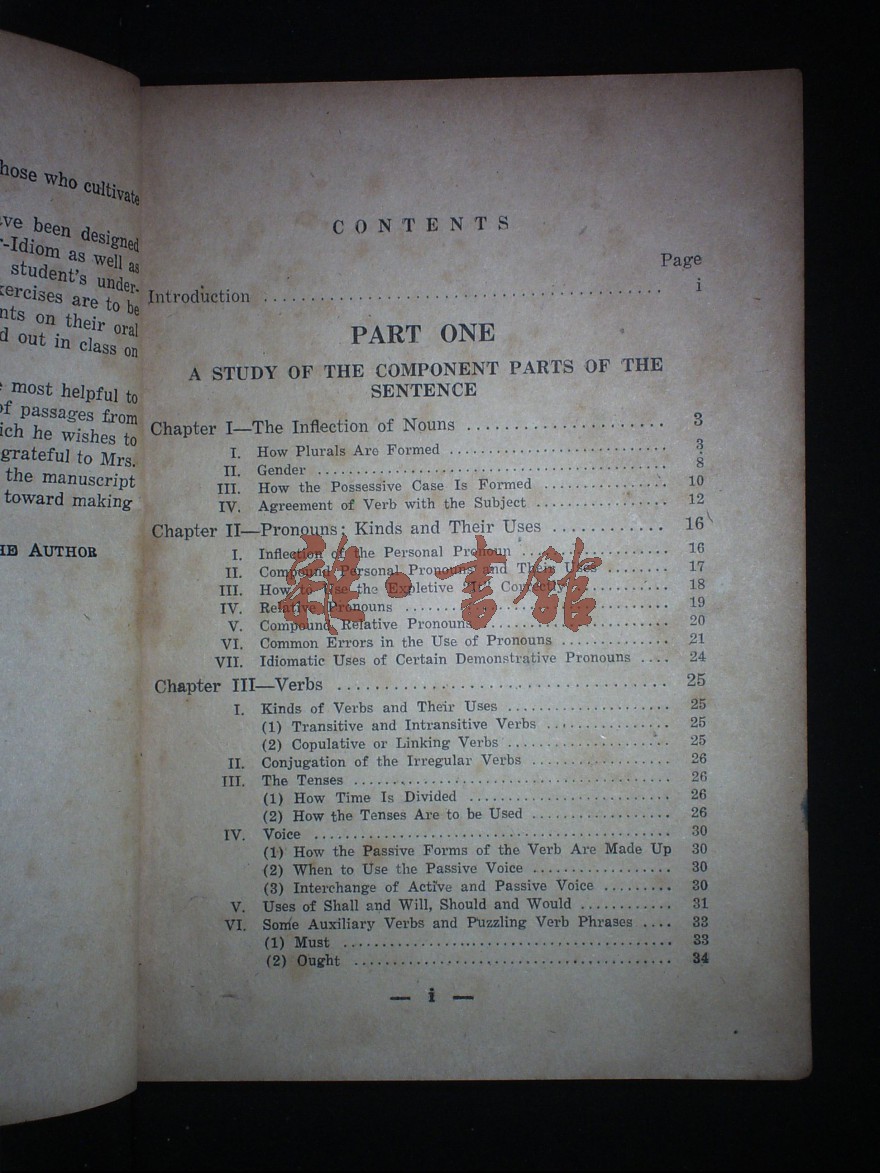 hose who cultivate
ve been designed
r-Idiom as well as
student's under-
ercises are to be
nts on their oral
d out in class on
most helpful to
of passages from
ich he wishes to
grateful to Mrs.
the manuscript
toward making
HE AUTHOR
CONTENTS
Page
Introduction ........................................ i
PART ONE
A STUDY OF THE COMPONENT PARTS OF THE
SENTENCE
Chapter I—The Inflection of Nouns ..................... 3
I. How Plurals Are Formed ........................... 3
II. Gender ........................................... 8
III. How the Possessive Case Is Formed ............... 10
IV. Agreement of Verb with the Subject ............... 12
Chapter II—Pronouns; Kinds and Their Uses ............ 16
I. Inflection of the Personal Pronoun .................. 16
II. Compound Personal Pronouns and Their Uses ........ 17
III. How to Use the Expletive "It" Correctly ............ 18
IV. Relative Pronouns ................................ 19
V. Compound Relative Pronouns ...................... 20
VI. Common Errors in the Use of Pronouns .............. 21
VII. Idiomatic Uses of Certain Demonstrative Pronouns .... 24
Chapter III—Verbs ................................... 25
I. Kinds of Verbs and Their Uses ..................... 25
(1) Transitive and Intransitive Verbs ................ 25
(2) Copulative or Linking Verbs ..................... 25
II. Conjugation of the Irregular Verbs ................. 26
III. The Tenses ...................................... 26
(1) How Time Is Divided .......................... 26
(2) How the Tenses Are to be Used .................. 26
IV. Voice ........................................... 30
(1) How the Passive Forms of the Verb Are Made Up 30
(2) When to Use the Passive Voice .................. 30
(3) Interchange of Active and Passive Voice ......... 30
V. Uses of Shall and Will, Should and Would ............ 31
VI. Some Auxiliary Verbs and Puzzling Verb Phrases .... 33
(1) Must .......................................... 33
(2) Ought ........................................ 34
— i —
雜·書館